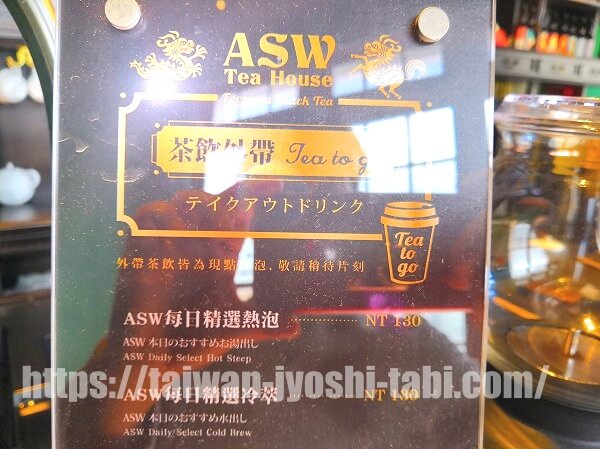 ASW
Tea House
Black Tea
茶飲外帶 Tea to go
テイクアウトドリンク
Tea
to
go
外帶茶飲皆為現點現泡，敬請稍待片刻
ASW每日精選熱泡 NT 130
ASW 本日のおすすめお湯出し
ASW Daily Select Hot Steep
https://taiwan.jyoshi-tabi.com/
ASW每日精選冷萃 NT 130
ASW 本日のおすすめ水出し
ASW Daily Select Cold Brew